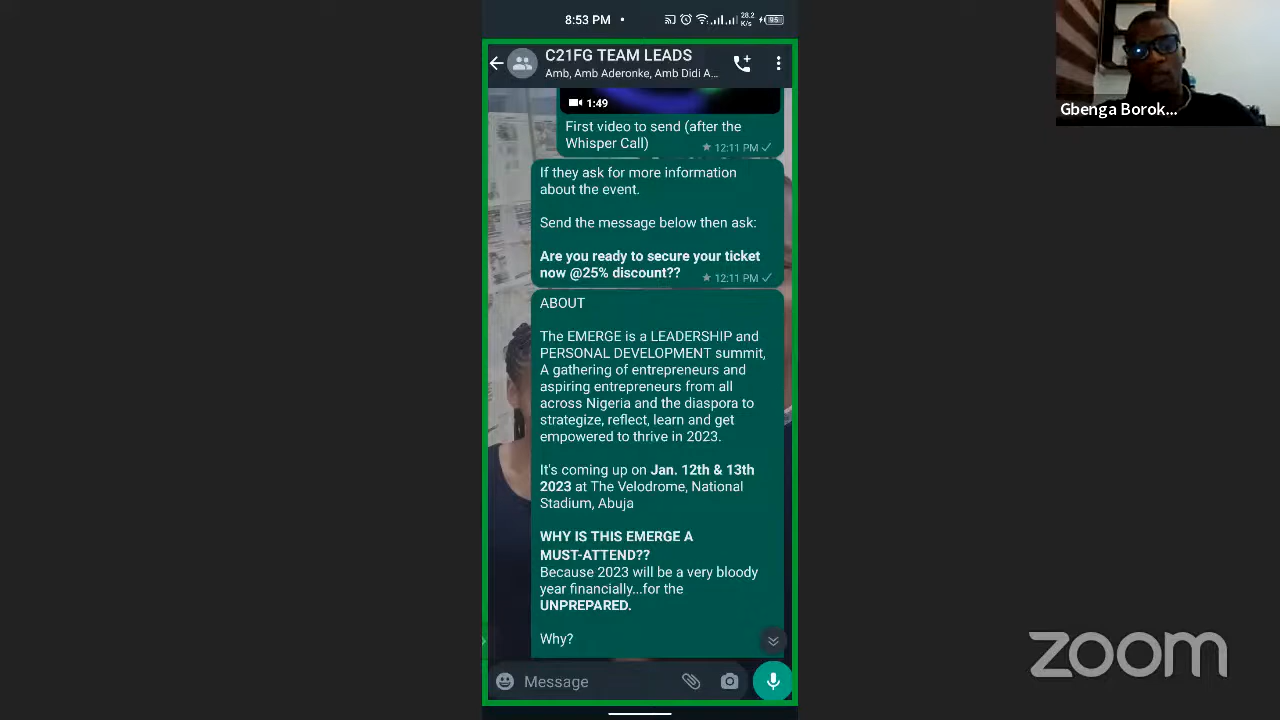 8:53 PM
28.2
K/s
95
C21FG TEAM LEADS
Amb, Amb Aderonke, Amb Didi A...
1:49
First video to send (after the
Whisper Call)
12:11 PM
If they ask for more information
about the event.
Send the message below then ask:
Are you ready to secure your ticket
now @25% discount??
12:11 PM
ABOUT
The EMERGE is a LEADERSHIP and
PERSONAL DEVELOPMENT summit,
A gathering of entrepreneurs and
aspiring entrepreneurs from all
across Nigeria and the diaspora to
strategize, reflect, learn and get
empowered to thrive in 2023.
It's coming up on Jan. 12th & 13th
2023 at The Velodrome, National
Stadium, Abuja
WHY IS THIS EMERGE A
MUST-ATTEND??
Because 2023 will be a very bloody
year financially...for the
UNPREPARED.
Why?
Message
Gbenga Borok...
zoom